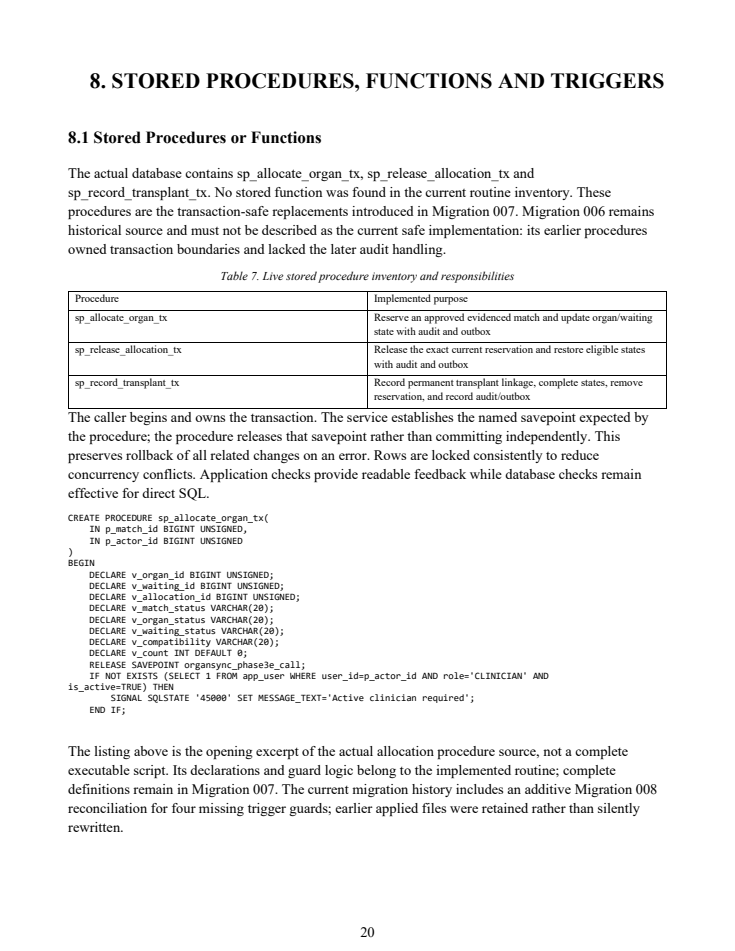 8. STORED PROCEDURES, FUNCTIONS AND TRIGGERS
8.1 Stored Procedures or Functions
The actual database contains sp_allocate_organ_tx, sp_release_allocation_tx and
sp_record_transplant_tx. No stored function was found in the current routine inventory. These
procedures are the transaction-safe replacements introduced in Migration 007. Migration 006 remains
historical source and must not be described as the current safe implementation: its earlier procedures
owned transaction boundaries and lacked the later audit handling.
Table 7. Live stored procedure inventory and responsibilities
Procedure
Implemented purpose
sp_allocate_organ_tx
Reserve an approved evidenced match and update organ/waiting
state with audit and outbox
sp_release_allocation_tx
Release the exact current reservation and restore eligible states
with audit and outbox
sp_record_transplant_tx
Record permanent transplant linkage, complete states, remove
reservation, and record audit/outbox
The caller begins and owns the transaction. The service establishes the named savepoint expected by
the procedure; the procedure releases that savepoint rather than committing independently. This
preserves rollback of all related changes on an error. Rows are locked consistently to reduce
concurrency conflicts. Application checks provide readable feedback while database checks remain
effective for direct SQL.
CREATE PROCEDURE sp_allocate_organ_tx(
    IN p_match_id BIGINT UNSIGNED,
    IN p_actor_id BIGINT UNSIGNED
)
BEGIN
    DECLARE v_organ_id BIGINT UNSIGNED;
    DECLARE v_waiting_id BIGINT UNSIGNED;
    DECLARE v_allocation_id BIGINT UNSIGNED;
    DECLARE v_match_status VARCHAR(20);
    DECLARE v_organ_status VARCHAR(20);
    DECLARE v_waiting_status VARCHAR(20);
    DECLARE v_compatibility VARCHAR(20);
    DECLARE v_count INT DEFAULT 0;
    RELEASE SAVEPOINT organsync_phase3e_call;
    IF NOT EXISTS (SELECT 1 FROM app_user WHERE user_id=p_actor_id AND role='CLINICIAN' AND
is_active=TRUE) THEN
        SIGNAL SQLSTATE '45000' SET MESSAGE_TEXT='Active clinician required';
    END IF;
The listing above is the opening excerpt of the actual allocation procedure source, not a complete
executable script. Its declarations and guard logic belong to the implemented routine; complete
definitions remain in Migration 007. The current migration history includes an additive Migration 008
reconciliation for four missing trigger guards; earlier applied files were retained rather than silently
rewritten.
20